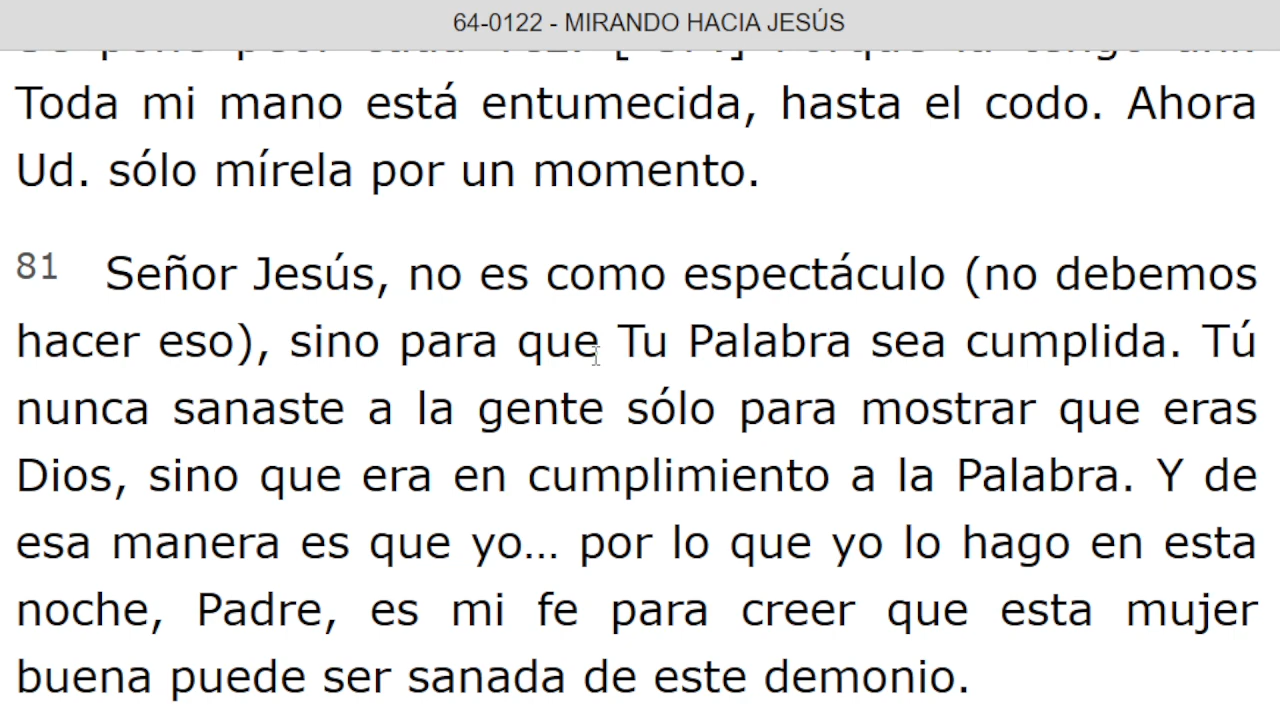 64-0122 - MIRANDO HACIA JESÚS
Toda mi mano está entumecida, hasta el codo. Ahora
Ud. sólo mírela por un momento.
81 Señor Jesús, no es como espectáculo (no debemos
hacer eso), sino para que Tu Palabra sea cumplida. Tú
nunca sanaste a la gente sólo para mostrar que eras
Dios, sino que era en cumplimiento a la Palabra. Y de
esa manera es que yo... por lo que yo lo hago en esta
noche, Padre, es mi fe para creer que esta mujer
buena puede ser sanada de este demonio.